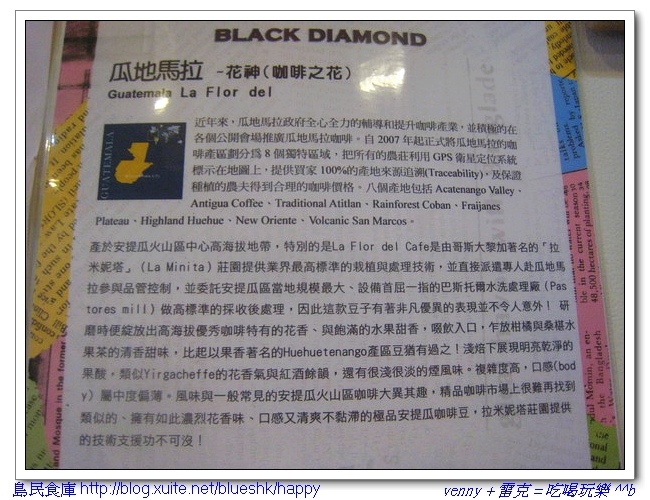 BLACK DIAMOND
瓜地馬拉 -花神(咖啡之花)
Guatemala La Flor del
GUATEMALA
近年來，瓜地馬拉政府全心全力的輔導和提升咖啡產業，並積極的在
各個公開會場推廣瓜地馬拉咖啡。自 2007 年起正式將瓜地馬拉的咖
啡產區劃分為 8 個獨特區域，把所有的農莊利用 GPS 衛星定位系統
標示在地圖上，提供買家 100%的產地來源追溯(Traceability)，及保證
種植的農夫得到合理的咖啡價格。八個產地包括 Acatenango Valley、
Antigua Coffee、Traditional Atitlan、Rainforest Coban、Fraijanes
Plateau、Highland Huehue、New Oriente、Volcanic San Marcos。
產於安提瓜火山區中心高海拔地帶，特別的是La Flor del Cafe是由哥斯大黎加著名的「拉
米妮塔」（La Minita）莊園提供業界最高標準的栽植與處理技術，並直接派遣專人赴瓜地馬
拉參與品管控制，並委託安提瓜區當地規模最大、設備首屈一指的巴斯托爾水洗處理廠（Pas
tores mill）做高標準的採收後處理，因此這款豆子有著非凡優異的表現並不令人意外！ 研
磨時便綻放出高海拔優秀咖啡特有的花香、與飽滿的水果甜香，啜飲入口，乍放柑橘與桑椹水
果茶的清香甜味，比起以果香著名的Huehuetenango產區豆猶有過之！淺焙下展現明亮乾淨的
果酸，類似Yirgacheffe的花香氣與紅酒餘韻，還有很淺很淡的煙風味。複雜度高，口感(bod
y) 屬中度偏薄。風味與一般常見的安提瓜火山區咖啡大異其趣，精品咖啡市場上很難再找到
類似的、擁有如此濃烈花香味、口感又清爽不黏滯的極品安提瓜咖啡豆，拉米妮塔莊園提供
的技術支援功不可沒！
島民食庫 http://blog.xuite.net/blueshk/happy
venny + 雷克 = 吃喝玩樂 ^^b